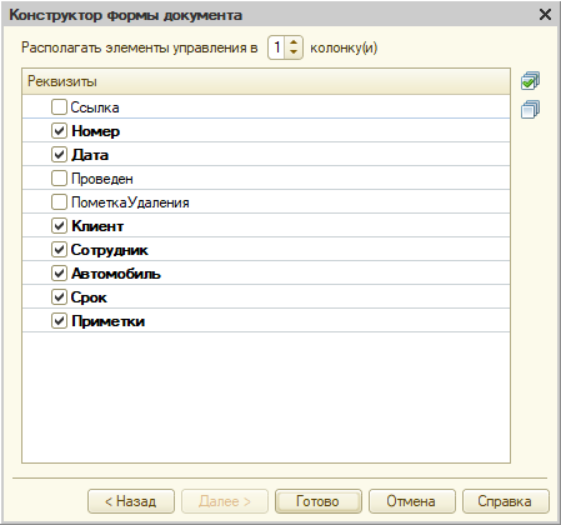 Конструктор формы документа
Располагать элементы управления в 1 колонку(и)
Реквизиты
Ссылка
Номер
Дата
Проведен
ПометкаУдаления
Клиент
Сотрудник
Автомобиль
Срок
Приметки
< Назад Далее > Готово Отмена Справка